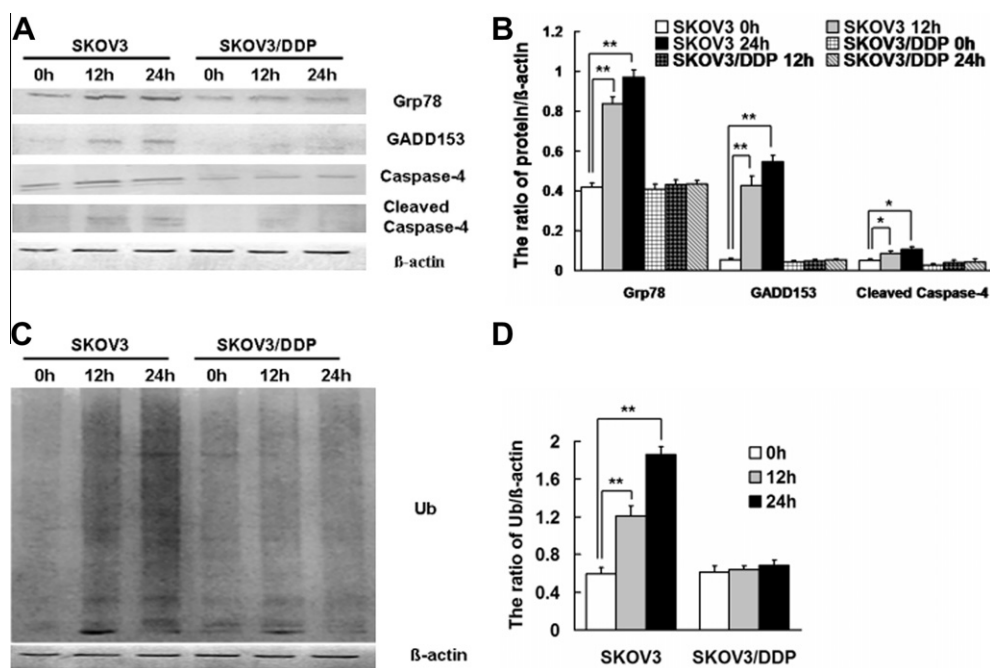 A
SKOV3 SKOV3/DDP
0h 12h 24h 0h 12h 24h
Grp78
GADD153
Caspase-4
Cleaved
Caspase-4
ß-actin
B
SKOV3 0h SKOV3 12h
SKOV3 24h SKOV3/DDP 0h
SKOV3/DDP 12h SKOV3/DDP 24h
The ratio of protein/ß-actin
1.2
1
0.8
0.6
0.4
0.2
0
** ** ** ** * *
Grp78 GADD153 Cleaved Caspase-4
C
SKOV3 SKOV3/DDP
0h 12h 24h 0h 12h 24h
Ub
ß-actin
D
The ratio of Ub/ß-actin
2
1.6
1.2
0.8
0.4
0
** **
0h
12h
24h
SKOV3 SKOV3/DDP